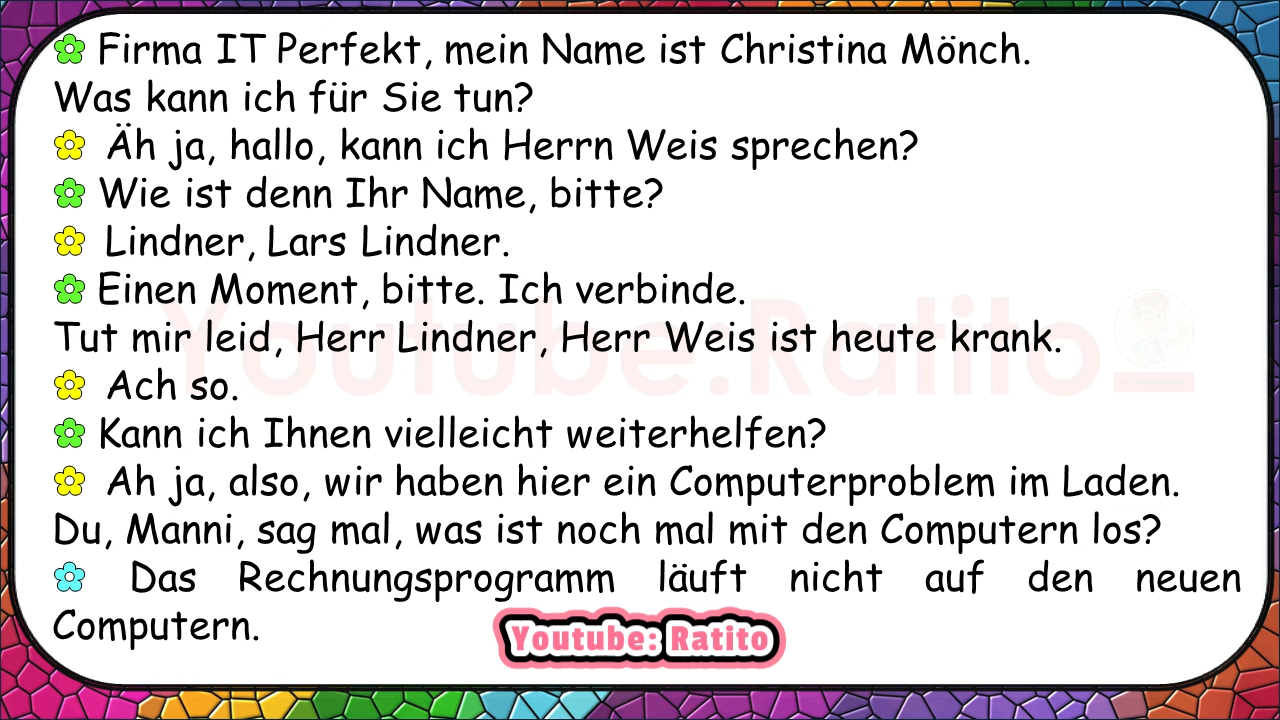 Firma IT Perfekt, mein Name ist Christina Mönch.
Was kann ich für Sie tun?
Äh ja, hallo, kann ich Herrn Weis sprechen?
Wie ist denn Ihr Name, bitte?
Lindner, Lars Lindner.
Einen Moment, bitte. Ich verbinde.
Tut mir leid, Herr Lindner, Herr Weis ist heute krank.
Ach so.
Kann ich Ihnen vielleicht weiterhelfen?
Ah ja, also, wir haben hier ein Computerproblem im Laden.
Du, Manni, sag mal, was ist noch mal mit den Computern los?
Das Rechnungsprogramm läuft nicht auf den neuen
Computern.
Youtube: Ratito
Youtube:Ratito